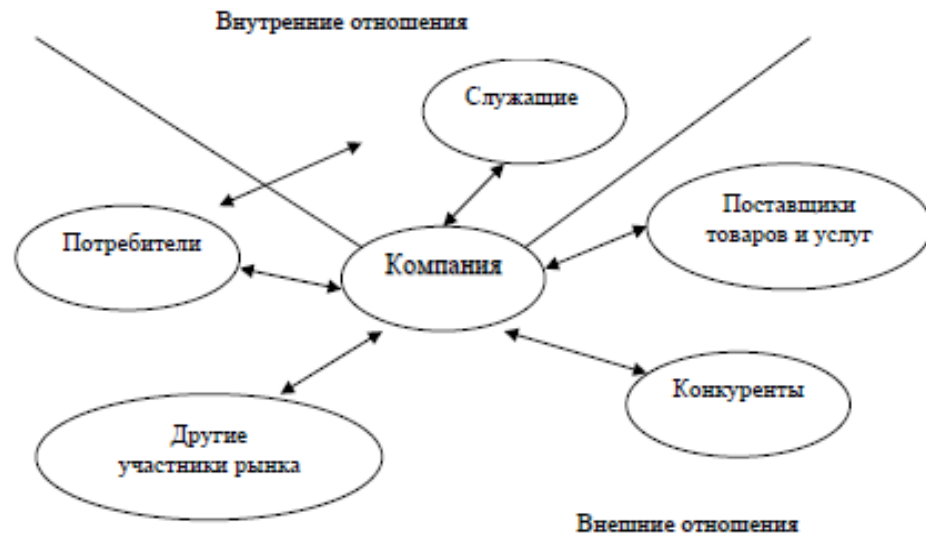 Внутренние отношения
Служащие
Поставщики
товаров и услуг
Потребители
Компания
Конкуренты
Другие
участники рынка
Внешние отношения